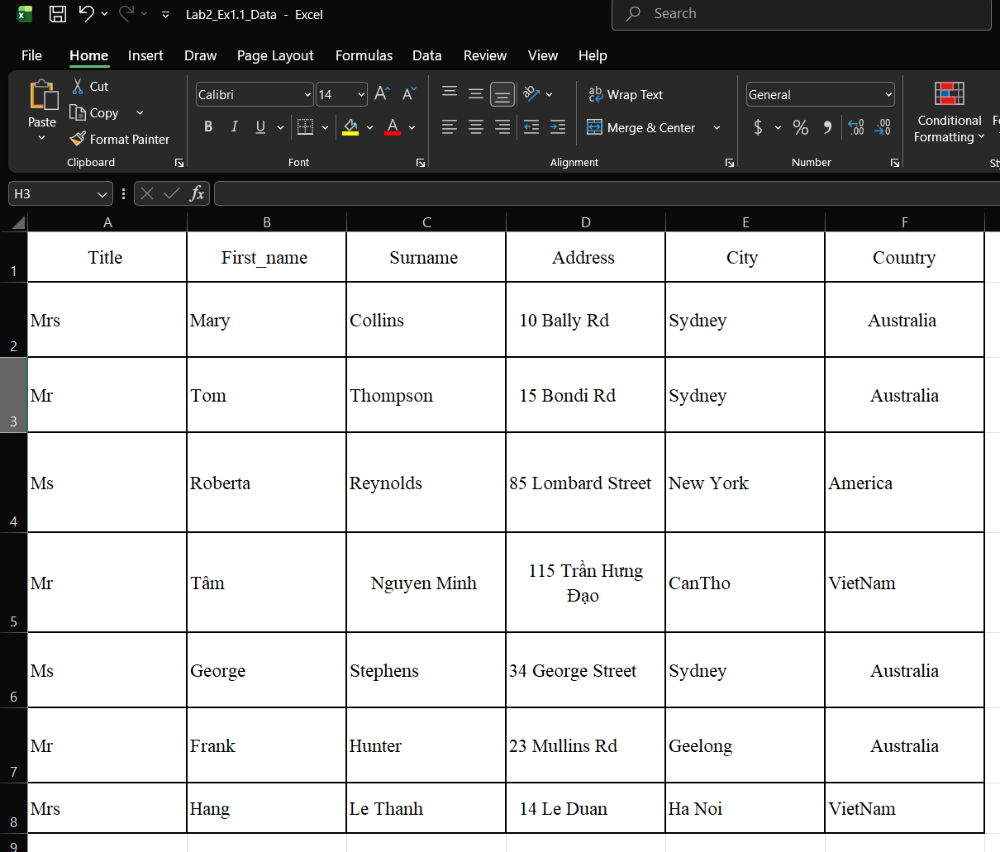 Lab2_Ex1.1_Data - Excel
Search
File Home Insert Draw Page Layout Formulas Data Review View Help
Paste
Cut
Copy
Format Painter
Clipboard
Calibri 14 A A
B I U A
Font
ab Wrap Text
Merge & Center
Alignment
General
$ % 9 .00 .00
Number
Conditional
Formatting
H3 fx
A B C D E F
1 Title First_name Surname Address City Country
2 Mrs Mary Collins 10 Bally Rd Sydney Australia
3 Mr Tom Thompson 15 Bondi Rd Sydney Australia
4 Ms Roberta Reynolds 85 Lombard Street New York America
5 Mr Tâm Nguyen Minh 115 Trần Hưng
Đạo CanTho VietNam
6 Ms George Stephens 34 George Street Sydney Australia
7 Mr Frank Hunter 23 Mullins Rd Geelong Australia
8 Mrs Hang Le Thanh 14 Le Duan Ha Noi VietNam
9